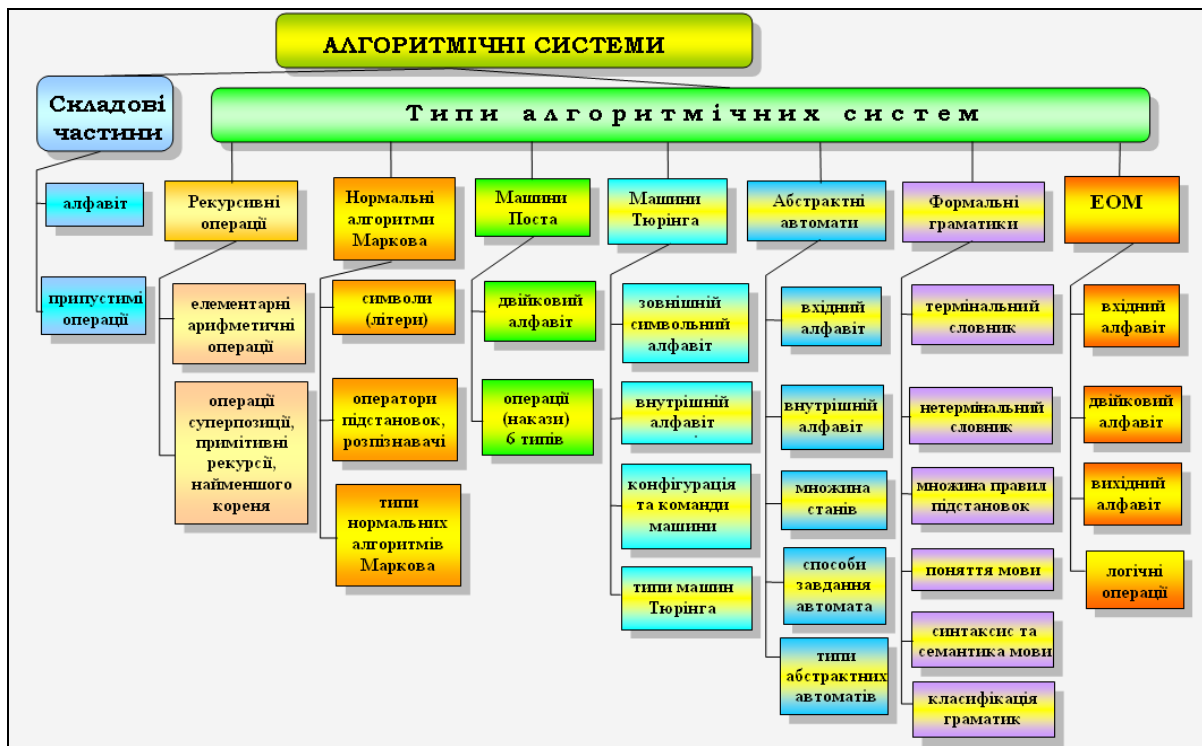 АЛГОРИТМІЧНІ СИСТЕМИ
Складові
частини
Типи алгоритмічних систем
алфавіт
припустимі
операції
Рекурсивні
операції
елементарні
арифметичні
операції
операції
суперпозиції,
примітивні
рекурсії,
найменшого
кореня
Нормальні
алгоритми
Маркова
символи
(літери)
оператори
підстановок,
розпізнавачі
типи
нормальних
алгоритмів
Маркова
Машини
Поста
двійковий
алфавіт
операції
(накази)
6 типів
Машини
Тюрінга
зовнішній
символьний
алфавіт
внутрішній
алфавіт
конфігурація
та команди
машини
типи машин
Тюрінга
Абстрактні
автомати
вхідний
алфавіт
внутрішній
алфавіт
множина
станів
способи
завдання
автомата
типи
абстрактних
автоматів
Формальні
граматики
термінальний
словник
нетермінальний
словник
множина правил
підстановок
поняття мови
синтаксис та
семантика мови
класифікація
граматик
ЕОМ
вхідний
алфавіт
двійковий
алфавіт
вихідний
алфавіт
логічні
операції